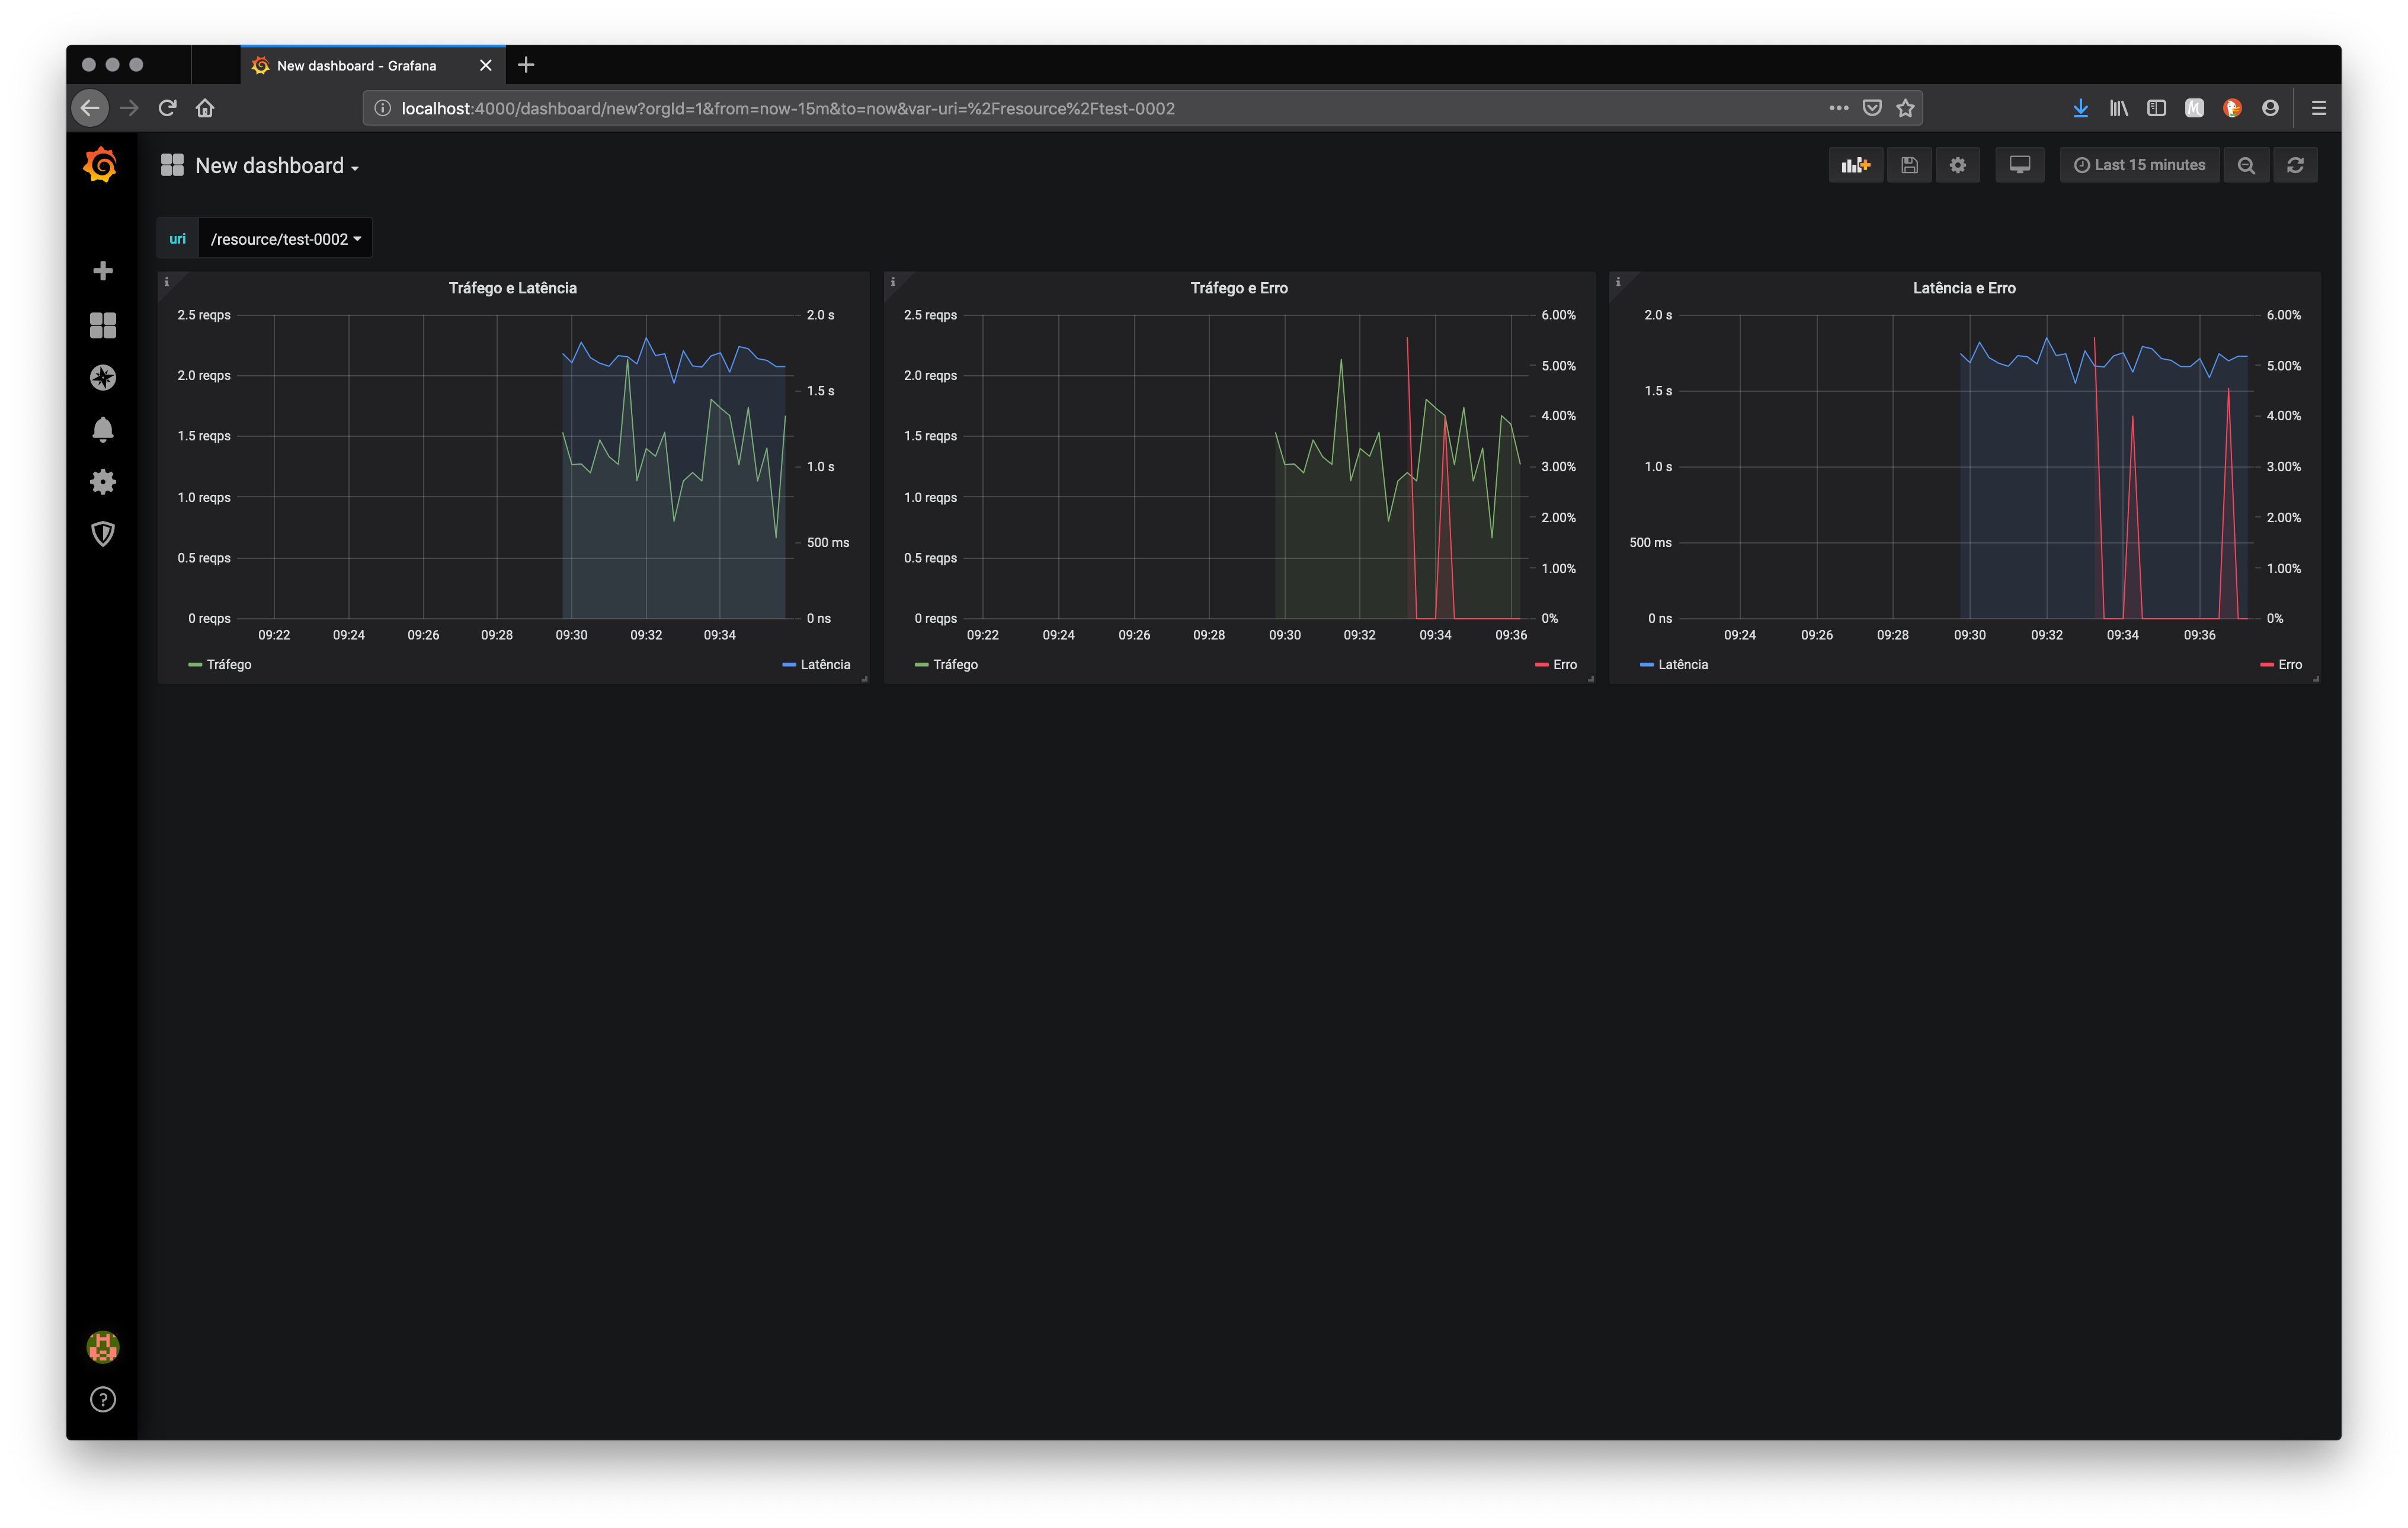 New dashboard - Grafana
localhost:4000/dashboard/new?orgId=1&from=now-15m&to=now&var-uri=%2Fresource%2Ftest-0002
New dashboard
Last 15 minutes
uri /resource/test-0002
Tráfego e Latência
2.5 reqps
2.0 reqps
1.5 reqps
1.0 reqps
0.5 reqps
0 reqps
2.0 s
1.5 s
1.0 s
500 ms
0 ns
09:22 09:24 09:26 09:28 09:30 09:32 09:34
Tráfego Latência
Tráfego e Erro
2.5 reqps
2.0 reqps
1.5 reqps
1.0 reqps
0.5 reqps
0 reqps
6.00%
5.00%
4.00%
3.00%
2.00%
1.00%
0%
09:22 09:24 09:26 09:28 09:30 09:32 09:34 09:36
Tráfego Erro
Latência e Erro
2.0 s
1.5 s
1.0 s
500 ms
0 ns
6.00%
5.00%
4.00%
3.00%
2.00%
1.00%
0%
09:24 09:26 09:28 09:30 09:32 09:34 09:36
Latência Erro